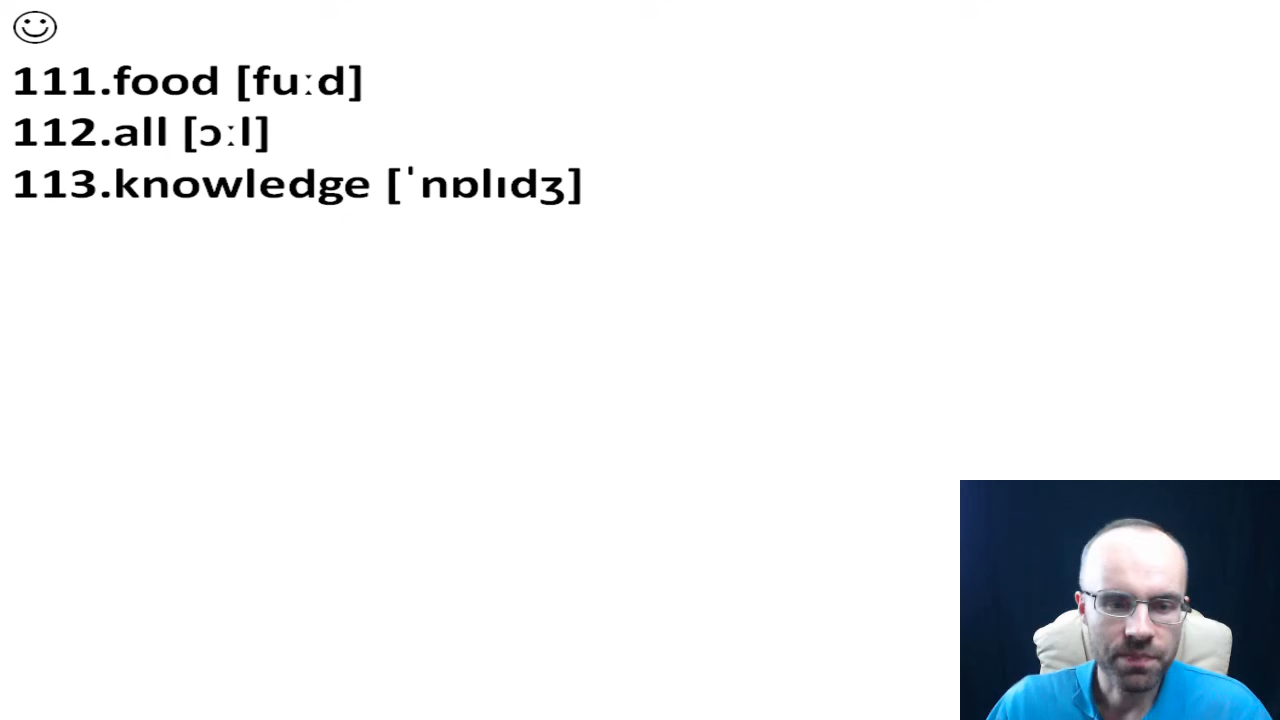 ☺
111.food [fuːd]
112.all [ɔːl]
113.knowledge [ˈnɒlɪdʒ]